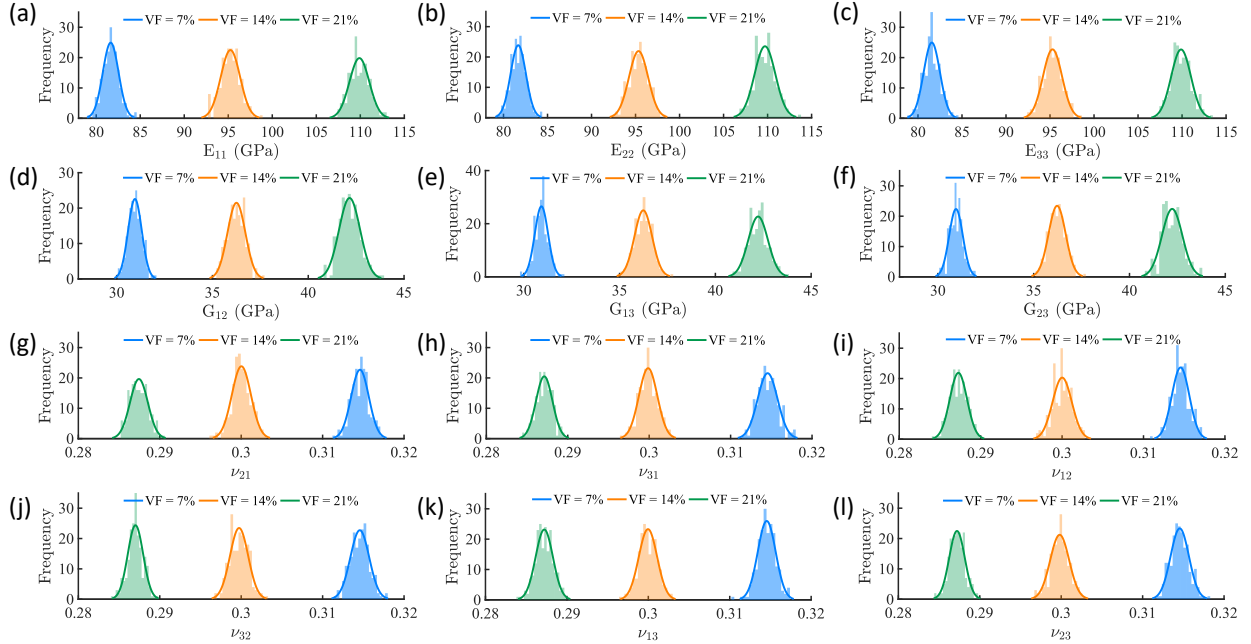 (a) VF = 7% VF = 14% VF = 21%
Frequency
30
20
10
0
80 85 90 95 100 105 110 115
E11 (GPa)
(b) VF = 7% VF = 14% VF = 21%
Frequency
30
20
10
0
80 85 90 95 100 105 110 115
E22 (GPa)
(c) VF = 7% VF = 14% VF = 21%
Frequency
30
20
10
0
80 85 90 95 100 105 110 115
E33 (GPa)
(d) VF = 7% VF = 14% VF = 21%
Frequency
30
20
10
0
30 35 40 45
G12 (GPa)
(e) VF = 7% VF = 14% VF = 21%
Frequency
40
20
0
30 35 40 45
G13 (GPa)
(f) VF = 7% VF = 14% VF = 21%
Frequency
30
20
10
0
30 35 40 45
G23 (GPa)
(g) VF = 7% VF = 14% VF = 21%
Frequency
30
20
10
0
0.28 0.29 0.3 0.31 0.32
ν21
(h) VF = 7% VF = 14% VF = 21%
Frequency
30
20
10
0
0.28 0.29 0.3 0.31 0.32
ν31
(i) VF = 7% VF = 14% VF = 21%
Frequency
30
20
10
0
0.28 0.29 0.3 0.31 0.32
ν12
(j) VF = 7% VF = 14% VF = 21%
Frequency
30
20
10
0
0.28 0.29 0.3 0.31 0.32
ν32
(k) VF = 7% VF = 14% VF = 21%
Frequency
30
20
10
0
0.28 0.29 0.3 0.31 0.32
ν13
(l) VF = 7% VF = 14% VF = 21%
Frequency
30
20
10
0
0.28 0.29 0.3 0.31 0.32
ν23